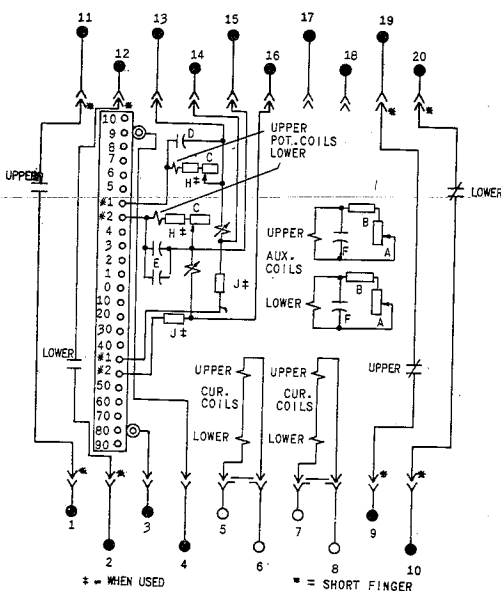 11
13
15
17
19
12
14
16
18
20
*
*
*
*
10
9
8
7
6
5
#1
#2
4
3
2
1
0
10
20
30
40
#1
#2
50
60
70
80
90
D
UPPER
POT. COILS
LOWER
C
H‡
C
H‡
E
J‡
J‡
UPPER
LOWER
UPPER
AUX.
COILS
LOWER
B
F
A
B
F
A
LOWER
UPPER
UPPER
CUR.
COILS
LOWER
UPPER
CUR.
COILS
LOWER
*
*
*
*
1
3
5
7
9
2
4
6
8
10
‡ = WHEN USED
* = SHORT FINGER